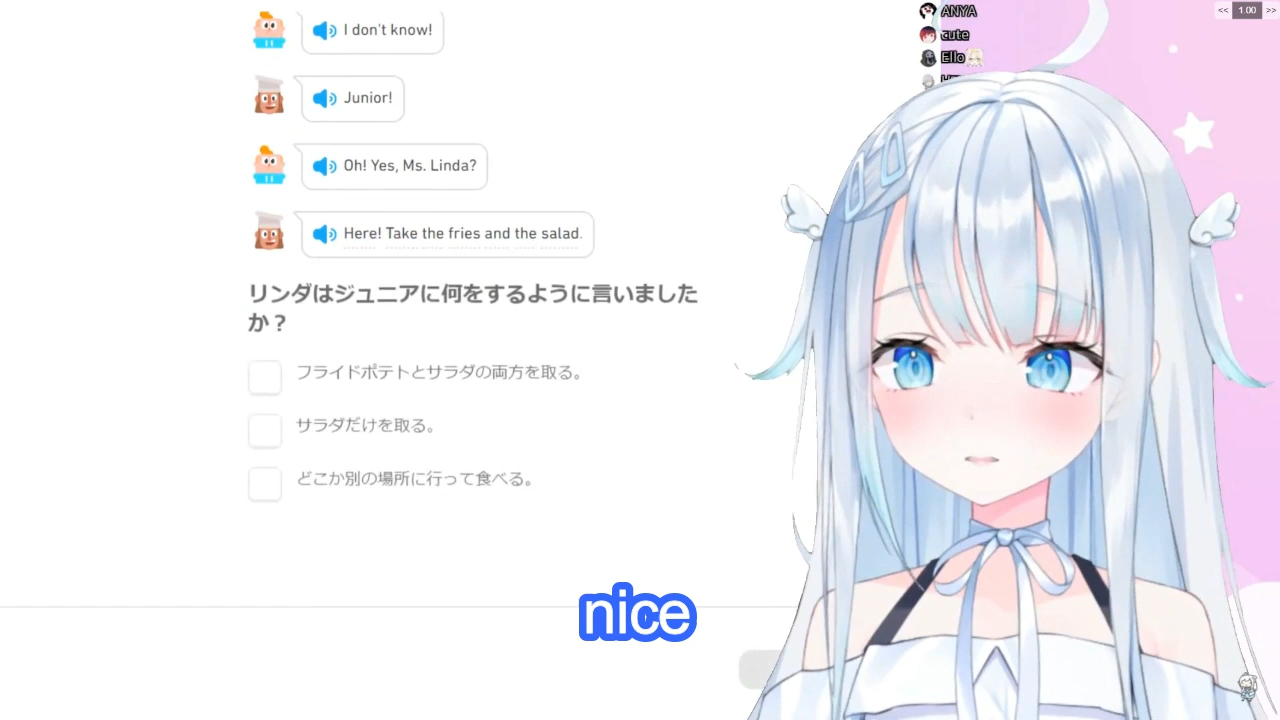 I don't know!
Junior!
Oh! Yes, Ms. Linda?
Here! Take the fries and the salad.
リンダはジュニアに何をするように言いました
か？
フライドポテトとサラダの両方を取る。
サラダだけを取る。
どこか別の場所に行って食べる。
nice
ANYA
cute
Ello
<< 1.00 >>